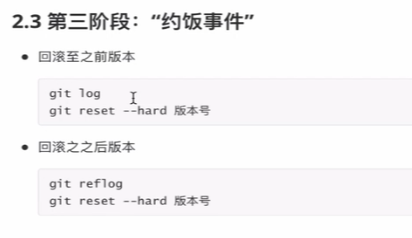 2.3 第三阶段：“约饭事件”
回滚至之前版本
git log
git reset --hard 版本号
回滚之之后版本
git reflog
git reset --hard 版本号